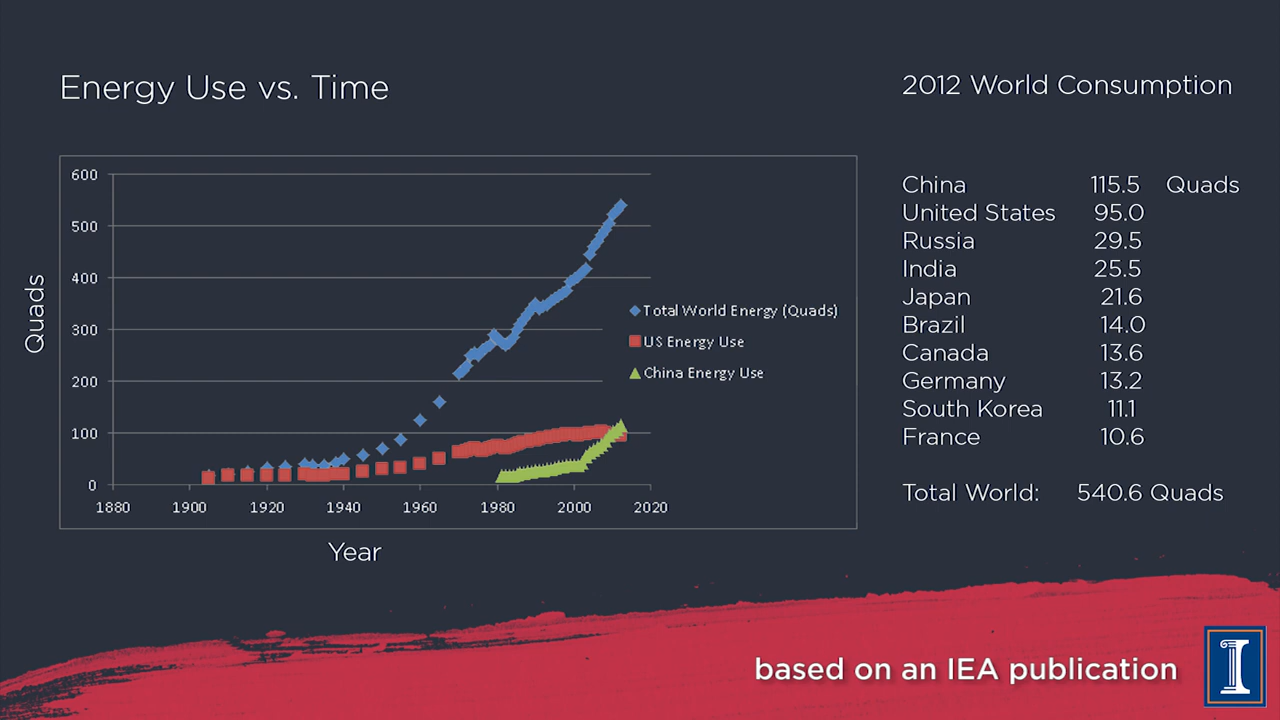 Energy Use vs. Time
2012 World Consumption
600
500
400
300
200
100
0
Quads
1880 1900 1920 1940 1960 1980 2000 2020
Year
Total World Energy (Quads)
US Energy Use
China Energy Use
China 115.5 Quads
United States 95.0
Russia 29.5
India 25.5
Japan 21.6
Brazil 14.0
Canada 13.6
Germany 13.2
South Korea 11.1
France 10.6
Total World: 540.6 Quads
based on an IEA publication
I